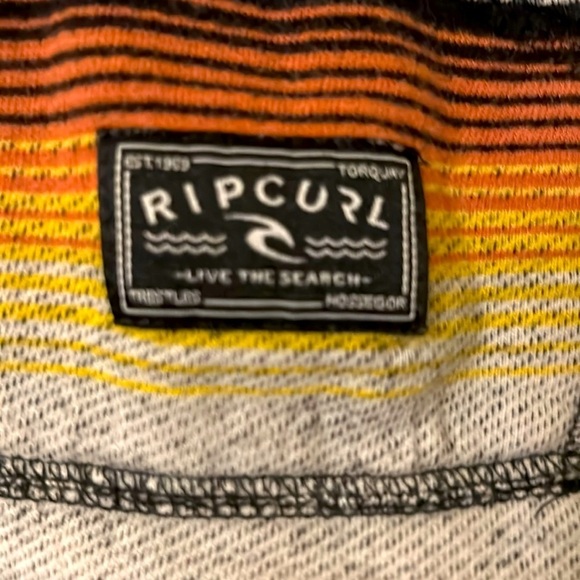 EST.1969 TORQUAY
RIPCURL
-LIVE THE SEARCH-
TRESTLES HOSSEGOR